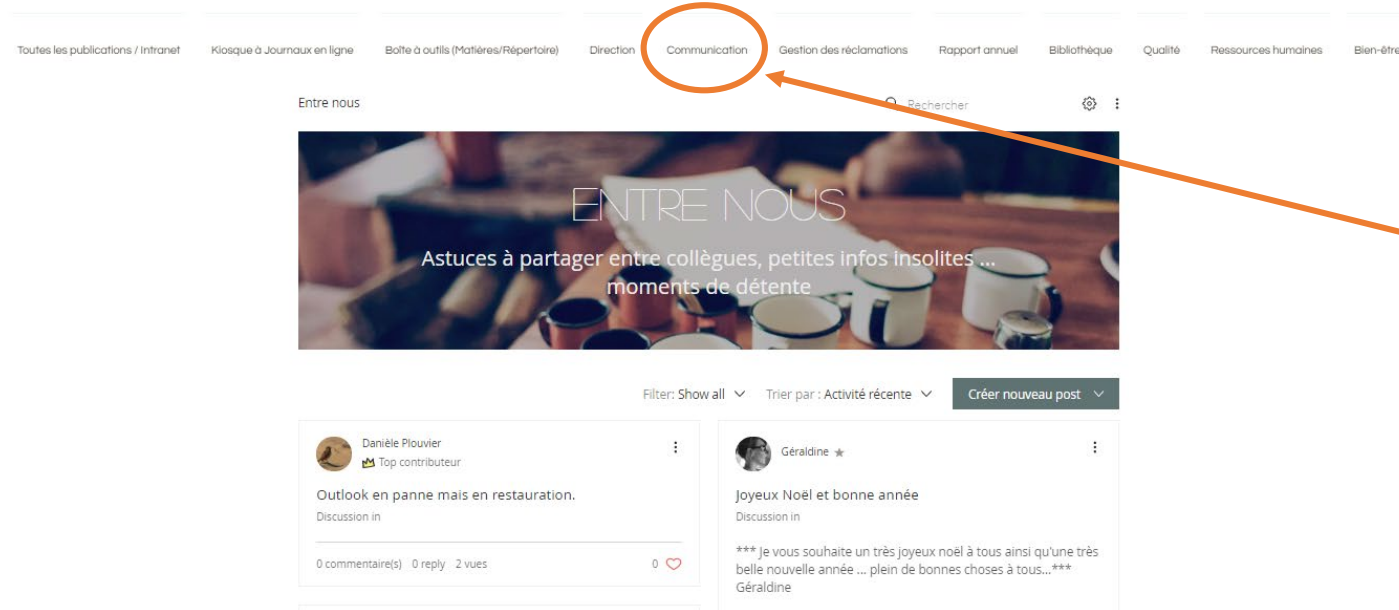 Toutes les publications / Intranet Kiosque à Journaux en ligne Boîte à outils (Matières/Répertoire) Direction Communication Gestion des réclamations Rapport annuel Bibliothèque Qualité Ressources humaines Bien-être
Entre nous Rechercher
ENTRE NOUS
Astuces à partager entre collègues, petites infos insolites ...
moments de détente
Filter: Show all Trier par : Activité récente Créer nouveau post
Danièle Plouvier
Top contributeur
Outlook en panne mais en restauration.
Discussion in
0 commentaire(s) 0 reply 2 vues 0
Géraldine
Joyeux Noël et bonne année
Discussion in
*** Je vous souhaite un très joyeux noël à tous ainsi qu'une très
belle nouvelle année ... plein de bonnes choses à tous...***
Géraldine